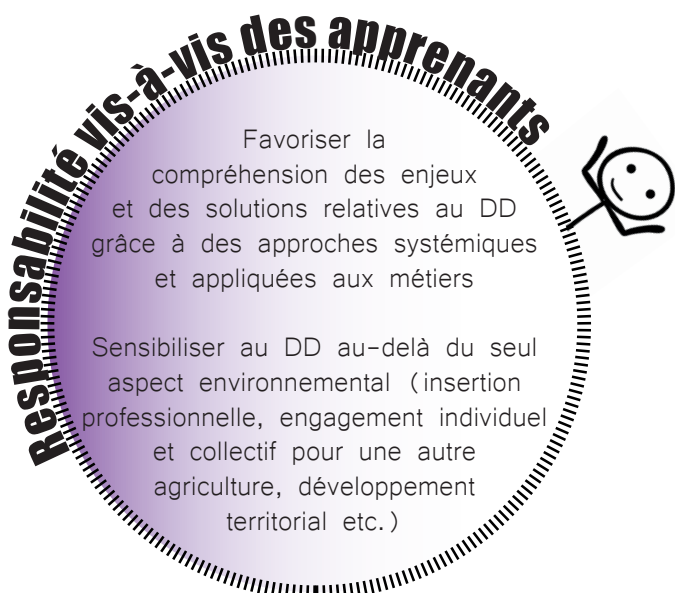 Responsabilité vis-à-vis des apprenants
Favoriser la
compréhension des enjeux
et des solutions relatives au DD
grâce à des approches systémiques
et appliquées aux métiers
Sensibiliser au DD au-delà du seul
aspect environnemental (insertion
professionnelle, engagement individuel
et collectif pour une autre
agriculture, développement
territorial etc.)